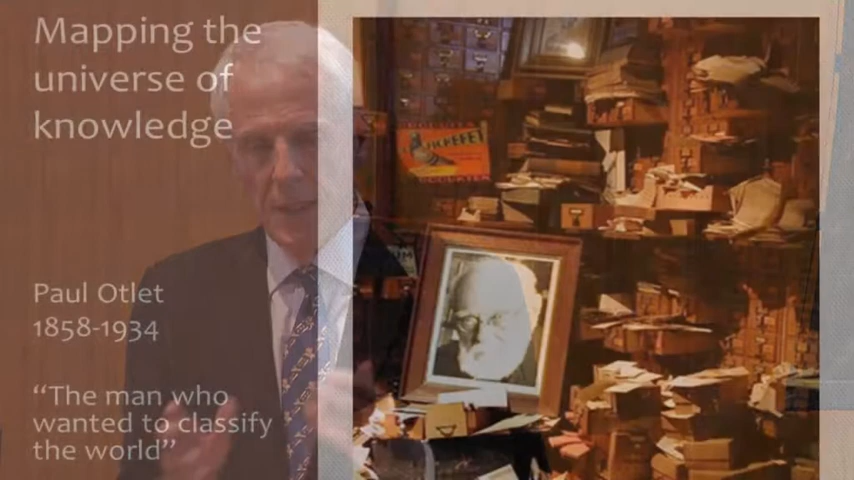 Mapping the
universe of
knowledge
Paul Otlet
1858-1934
“The man who
wanted to classify
the world”